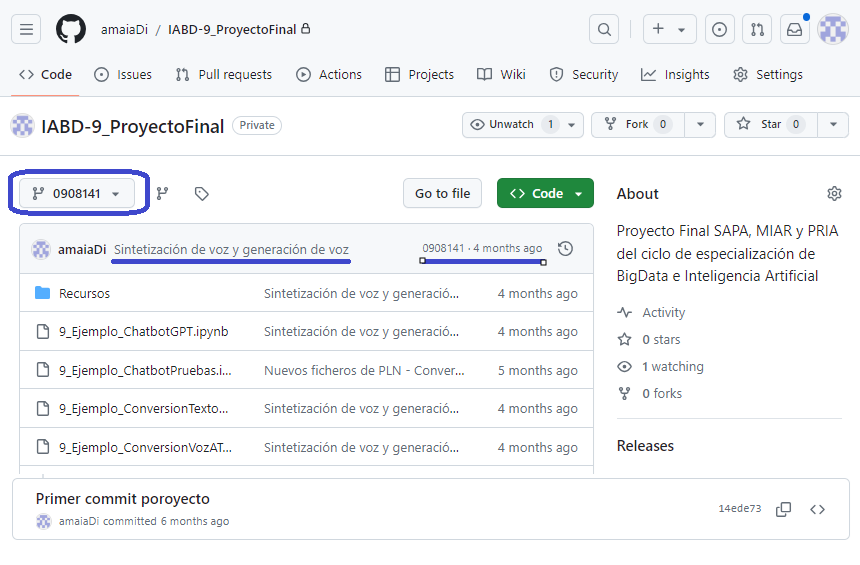 amaiaDi / IABD-9_ProyectoFinal
Code Issues Pull requests Actions Projects Wiki Security Insights Settings
IABD-9_ProyectoFinal Private
Unwatch 1 Fork 0 Star 0
0908141 Go to file Code
About
Proyecto Final SAPA, MIAR y PRIA
del ciclo de especialización de
BigData e Inteligencia Artificial
Activity
0 stars
1 watching
0 forks
Releases
amaiaDi Sintetización de voz y generación de voz 0908141 · 4 months ago
Recursos Sintetización de voz y generació... 4 months ago
9_Ejemplo_ChatbotGPT.ipynb Sintetización de voz y generació... 4 months ago
9_Ejemplo_ChatbotPruebas.i... Nuevos ficheros de PLN - Conver... 5 months ago
9_Ejemplo_ConversionTexto... Sintetización de voz y generació... 4 months ago
9_Ejemplo_ConversionVozAT... Sintetización de voz y generació... 4 months ago
Primer commit poroyecto
amaiaDi committed 6 months ago
14ede73